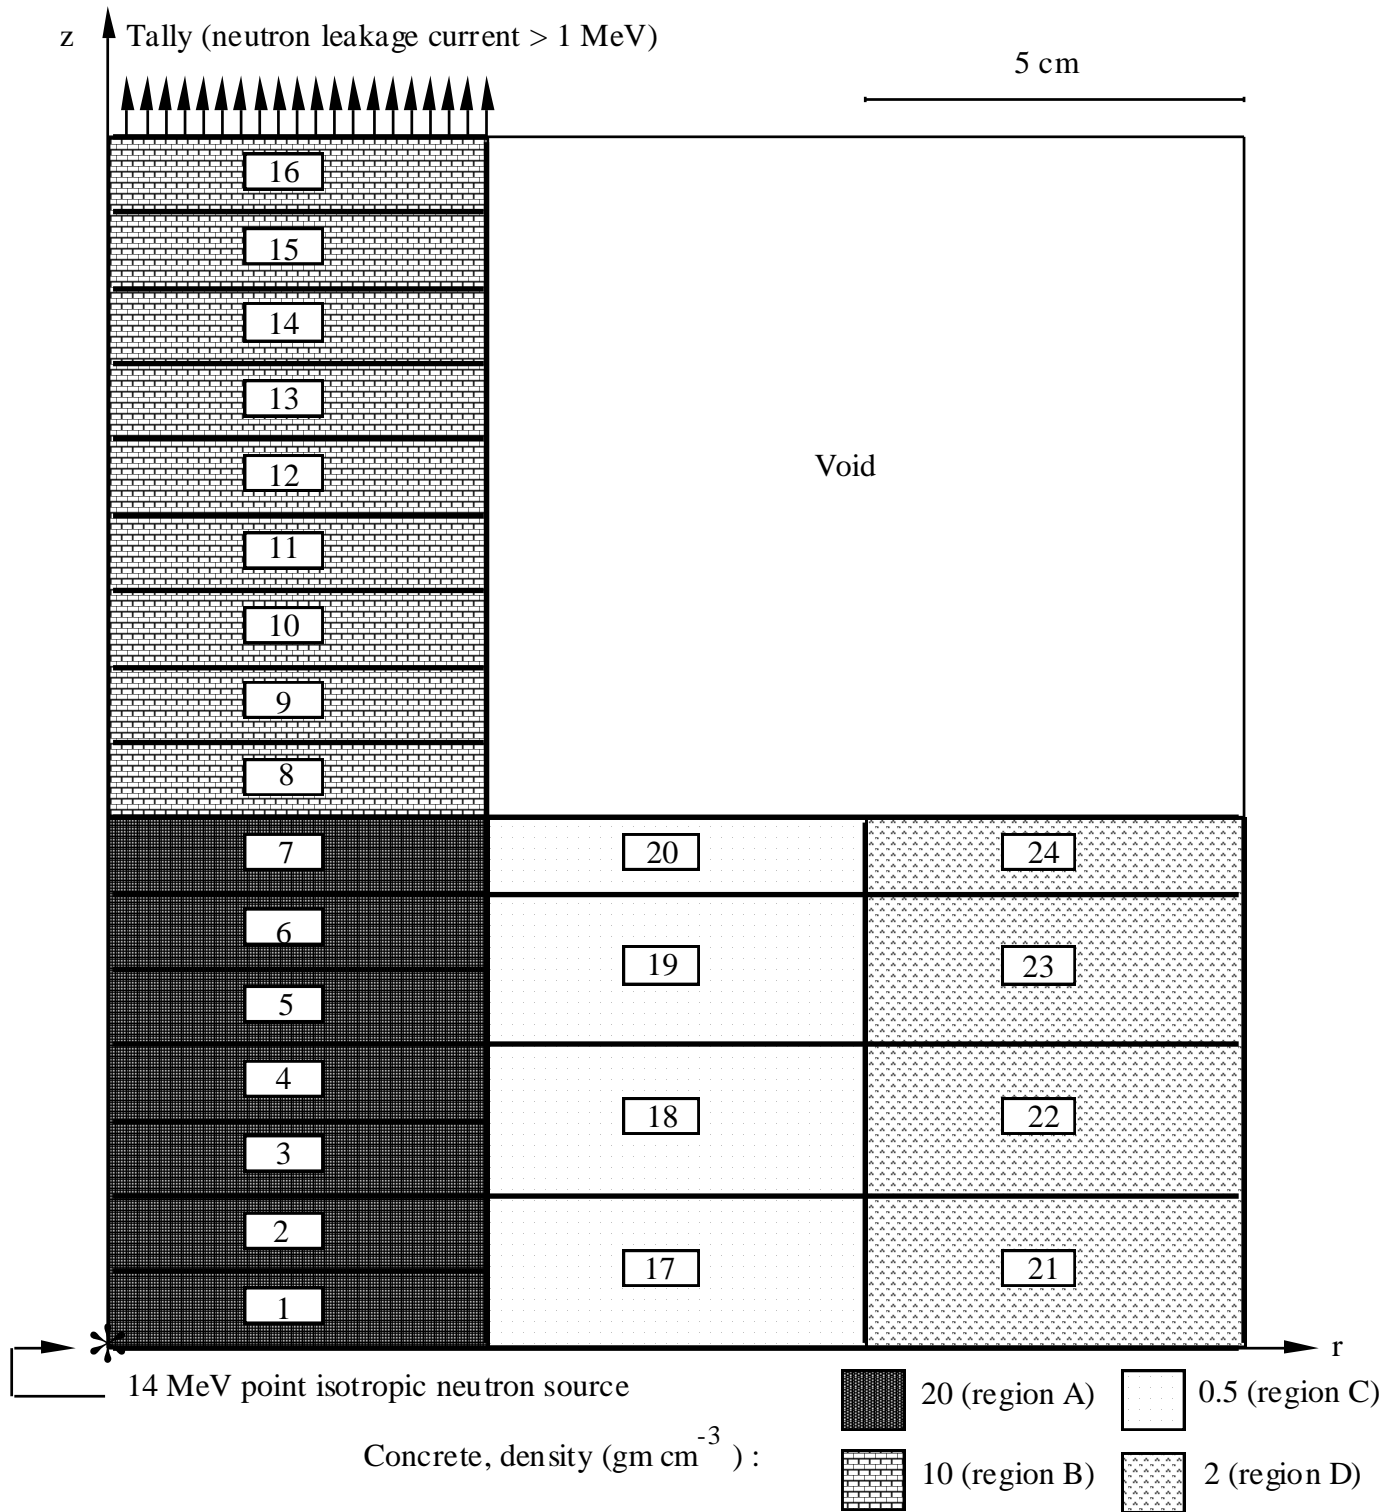 z Tally (neutron leakage current > 1 MeV)
5 cm
16
15
14
13
12
Void
11
10
9
8
7 20 24
6
19 23
5
4
18 22
3
2
17 21
1
r
14 MeV point isotropic neutron source
20 (region A) 0.5 (region C)
Concrete, density (gm cm-3 ) :
10 (region B) 2 (region D)